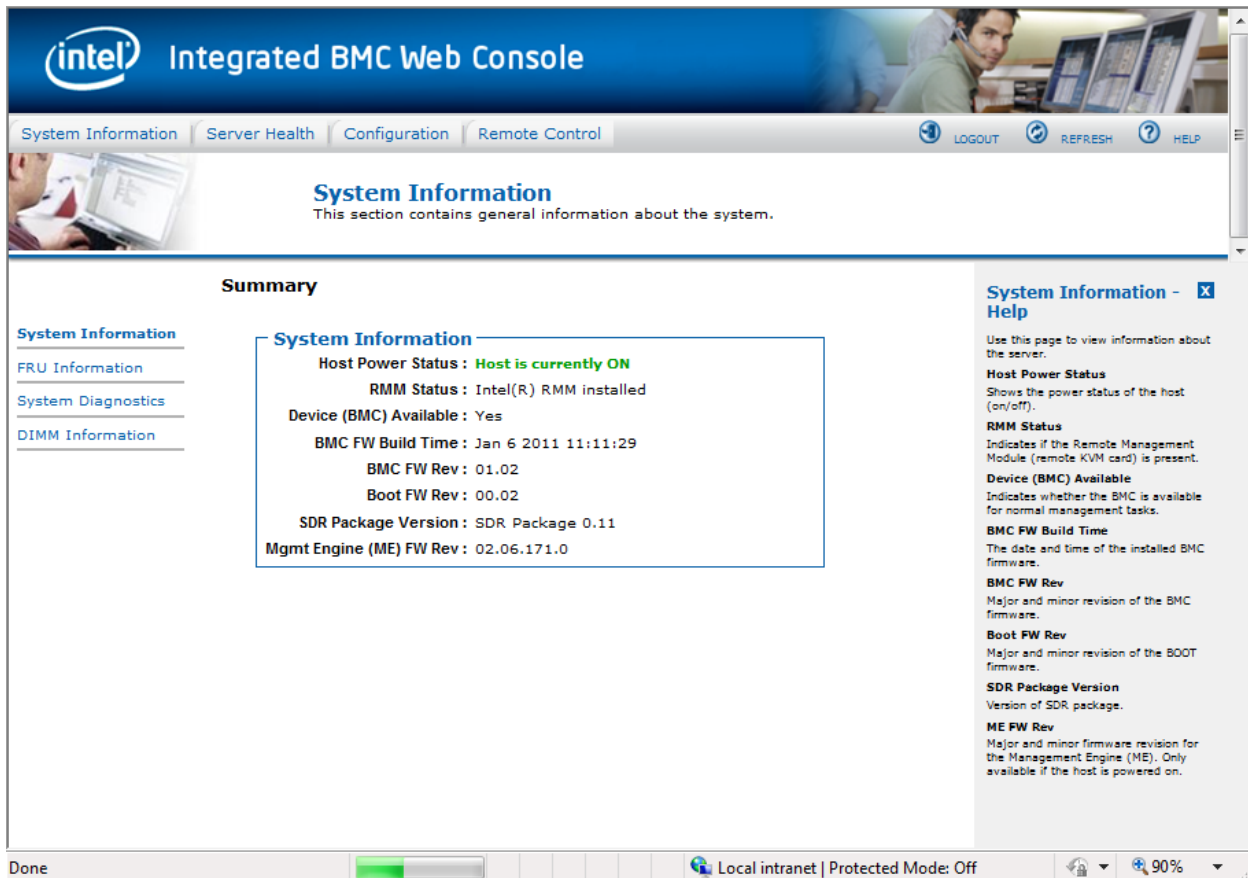 intel Integrated BMC Web Console
System Information Server Health Configuration Remote Control LOGOUT REFRESH HELP
System Information
This section contains general information about the system.
Summary
System Information
FRU Information
System Diagnostics
DIMM Information
System Information
Host Power Status : Host is currently ON
RMM Status : Intel(R) RMM installed
Device (BMC) Available : Yes
BMC FW Build Time : Jan 6 2011 11:11:29
BMC FW Rev : 01.02
Boot FW Rev : 00.02
SDR Package Version : SDR Package 0.11
Mgmt Engine (ME) FW Rev : 02.06.171.0
System Information - X
Help
Use this page to view information about
the server.
Host Power Status
Shows the power status of the host
(on/off).
RMM Status
Indicates if the Remote Management
Module (remote KVM card) is present.
Device (BMC) Available
Indicates whether the BMC is available
for normal management tasks.
BMC FW Build Time
The date and time of the installed BMC
firmware.
BMC FW Rev
Major and minor revision of the BMC
firmware.
Boot FW Rev
Major and minor revision of the BOOT
firmware.
SDR Package Version
Version of SDR package.
ME FW Rev
Major and minor firmware revision for
the Management Engine (ME). Only
available if the host is powered on.
Done Local intranet | Protected Mode: Off 90%